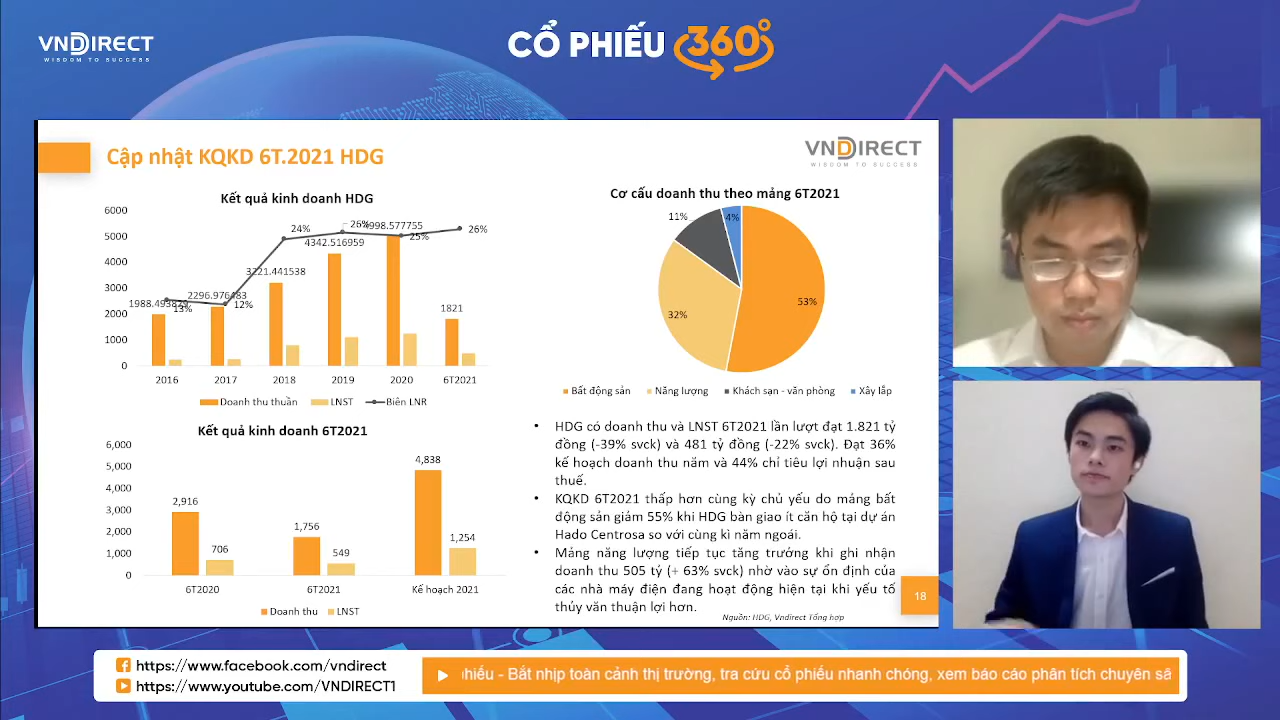 VNDIRECT
WISDOM TO SUCCESS
CỔ PHIẾU 360°
Cập nhật KQKD 6T.2021 HDG
VNDIRECT
WISDOM TO SUCCESS
Kết quả kinh doanh HDG
6000
5000
4000
3000
2000
1000
0
1988.493829
2296.976483
3221.441538
4342.516959
4998.577755
1821
13%
12%
24%
26%
25%
26%
2016
2017
2018
2019
2020
6T2021
Doanh thu thuần
LNST
Biên LNR
Kết quả kinh doanh 6T2021
6,000
5,000
4,000
3,000
2,000
1,000
0
2,916
706
1,756
549
4,838
1,254
6T2020
6T2021
Kế hoạch 2021
Doanh thu
LNST
Cơ cấu doanh thu theo mảng 6T2021
11%
4%
32%
53%
Bất động sản
Năng lượng
Khách sạn - văn phòng
Xây lắp
• HDG có doanh thu và LNST 6T2021 lần lượt đạt 1.821 tỷ
đồng (-39% svck) và 481 tỷ đồng (-22% svck). Đạt 36%
kế hoạch doanh thu năm và 44% chỉ tiêu lợi nhuận sau
thuế.
• KQKD 6T2021 thấp hơn cùng kỳ chủ yếu do mảng bất
động sản giảm 55% khi HDG bàn giao ít căn hộ tại dự án
Hado Centrosa so với cùng kì năm ngoái.
• Mảng năng lượng tiếp tục tăng trưởng khi ghi nhận
doanh thu 505 tỷ (+ 63% svck) nhờ vào sự ổn định của
các nhà máy điện đang hoạt động hiện tại khi yếu tố
thủy văn thuận lợi hơn.
Nguồn: HDG, Vndirect Tổng hợp
18
https://www.facebook.com/vndirect
https://www.youtube.com/VNDIRECT1
phiếu - Bắt nhịp toàn cảnh thị trường, tra cứu cổ phiếu nhanh chóng, xem báo cáo phân tích chuyên sâ